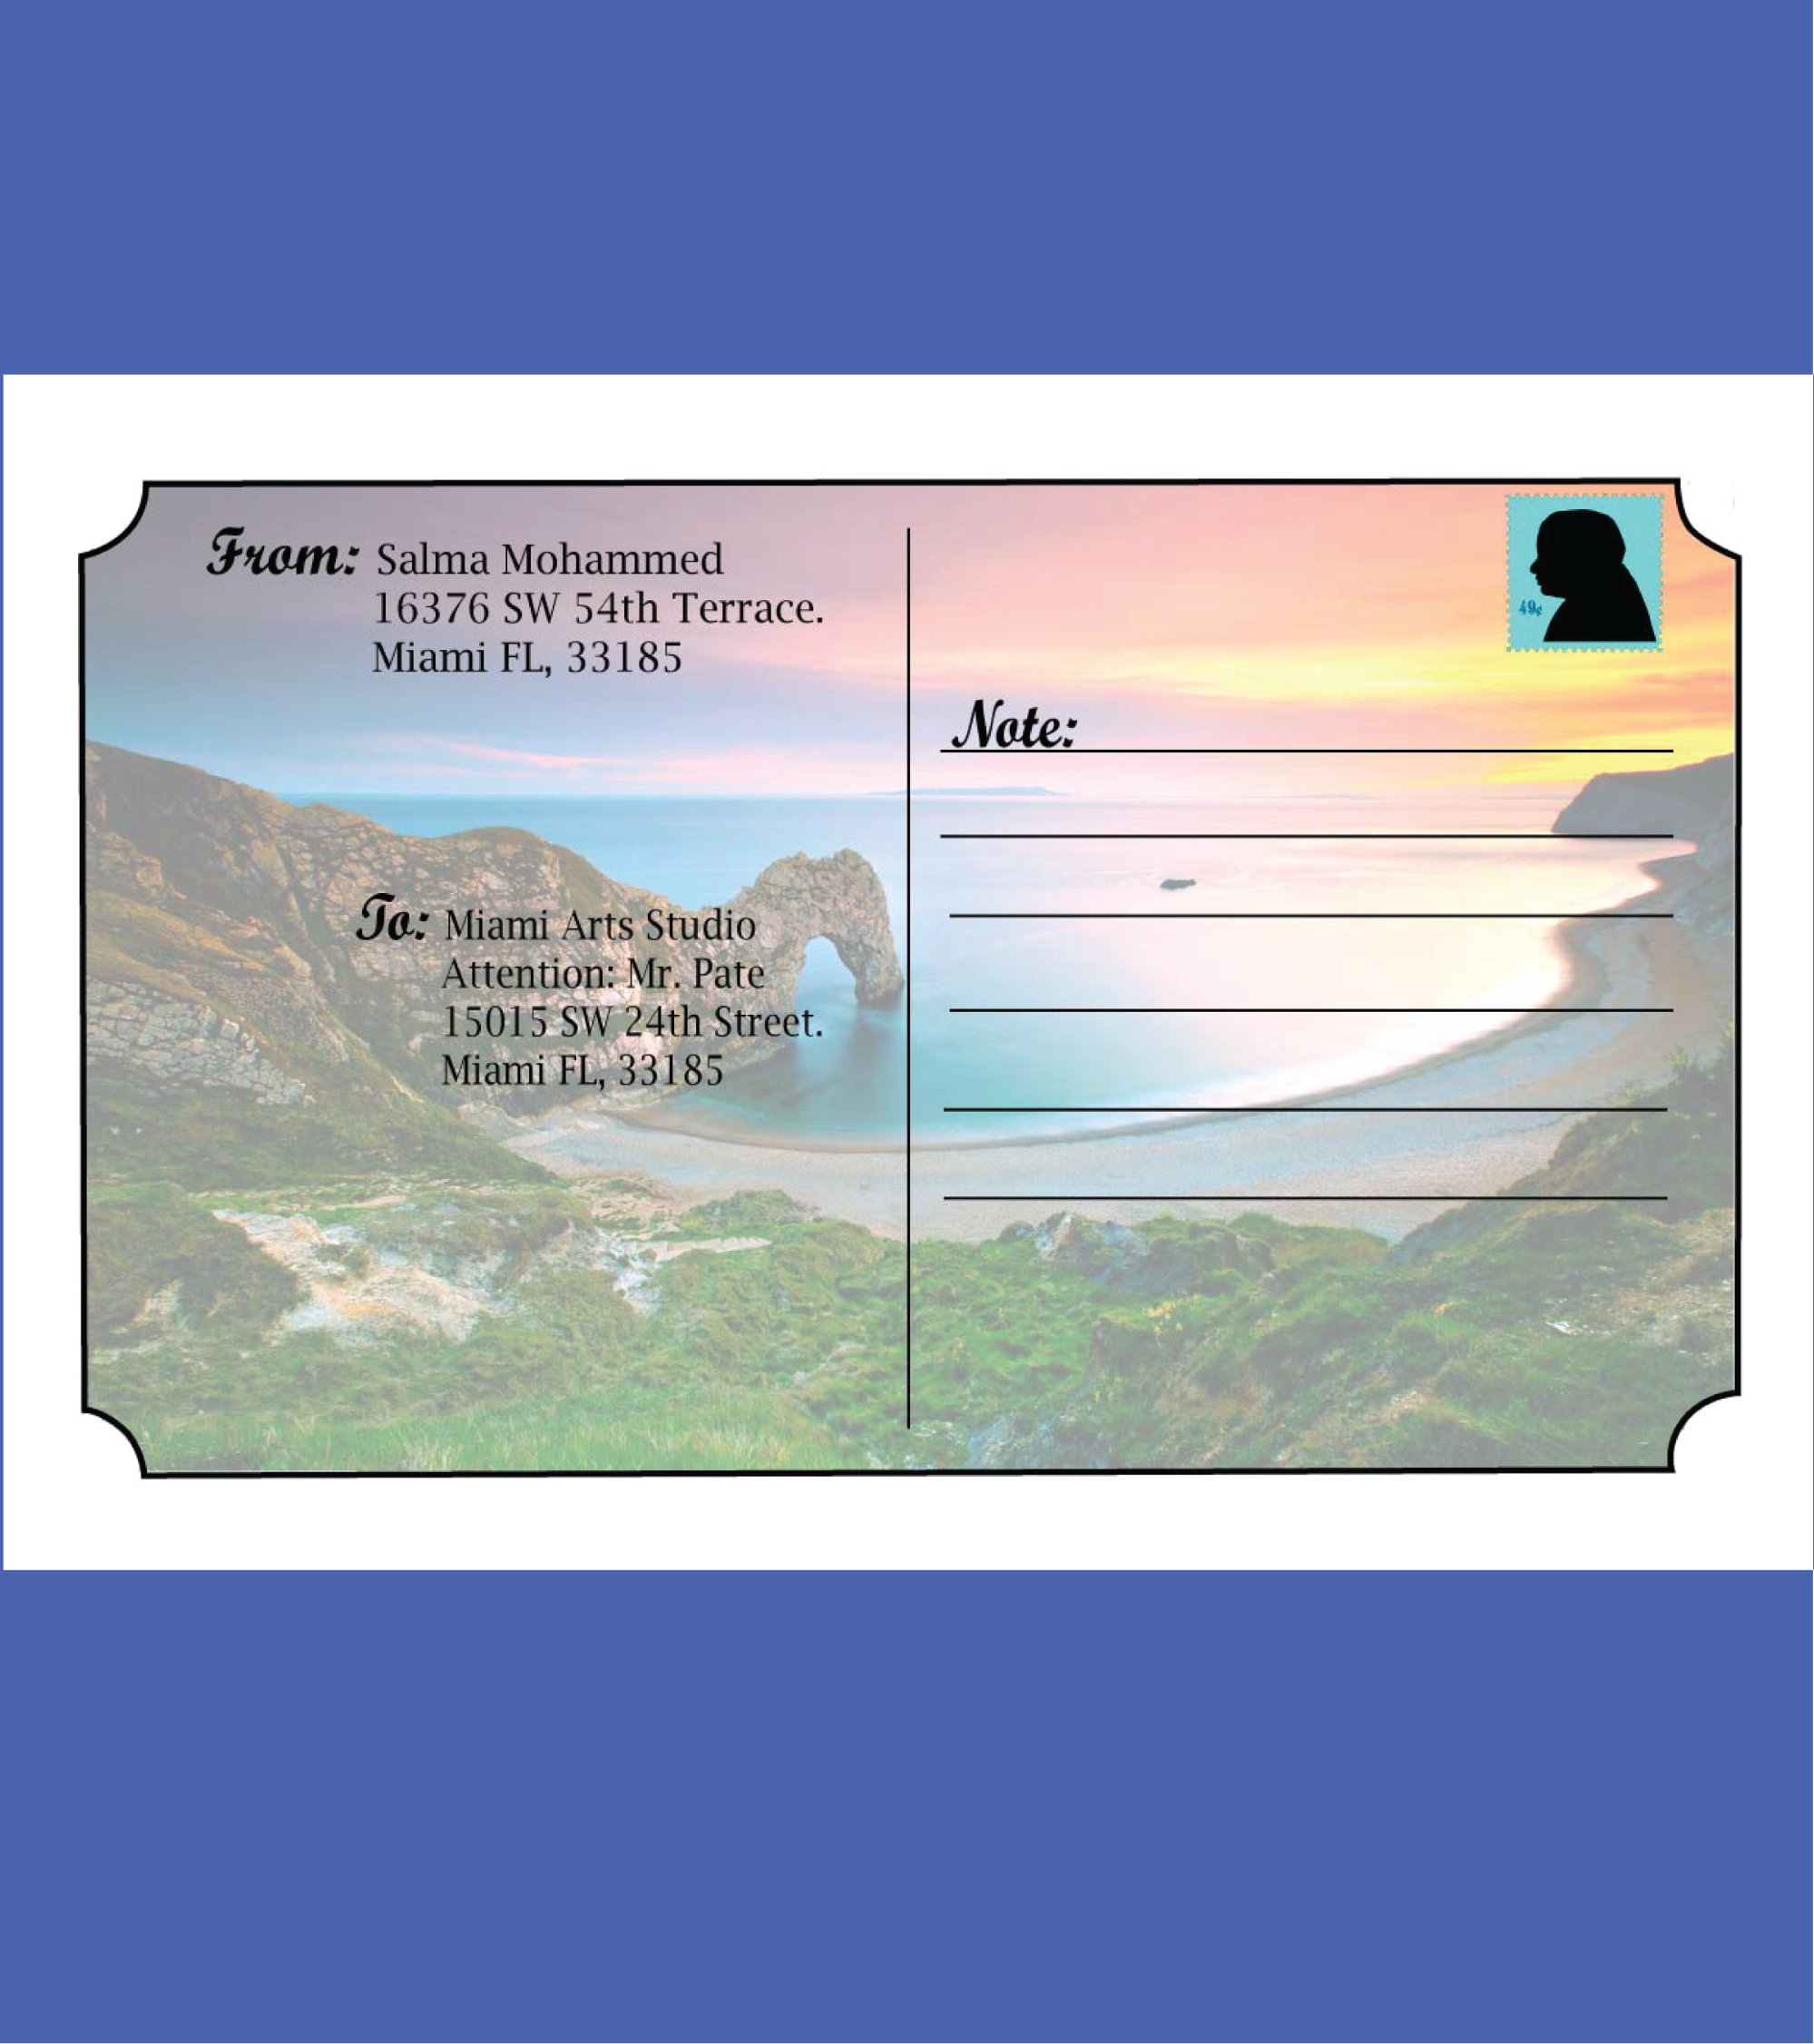 From: Salma Mohammed
16376 SW 54th Terrace.
Miami FL, 33185
To: Miami Arts Studio
Attention: Mr. Pate
15015 SW 24th Street.
Miami FL, 33185
49¢
Note: